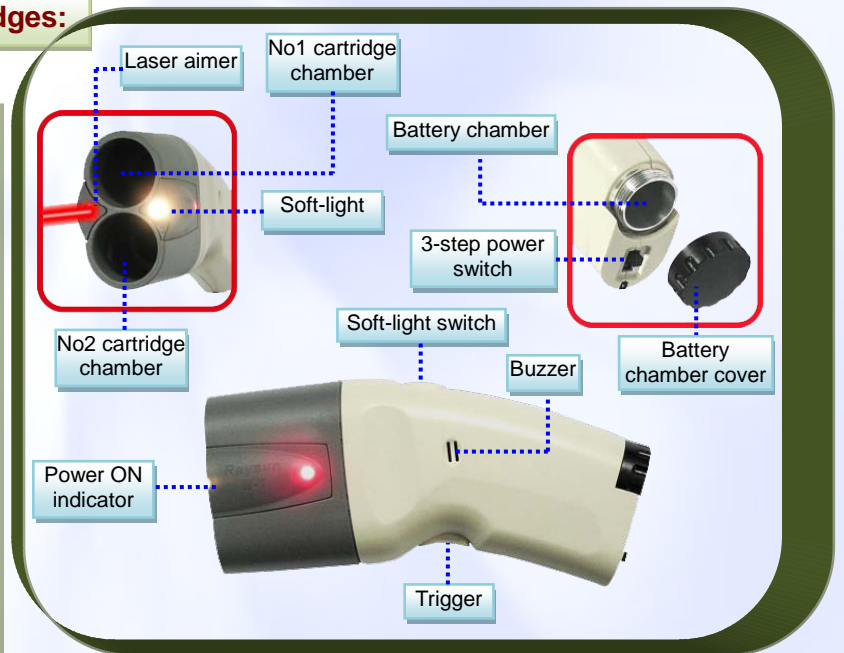 dges:
Laser aimer
No1 cartridge
chamber
Battery chamber
Soft-light
3-step power
switch
Soft-light switch
No2 cartridge
chamber
Buzzer
Battery
chamber cover
Raysun
Power ON
indicator
Trigger